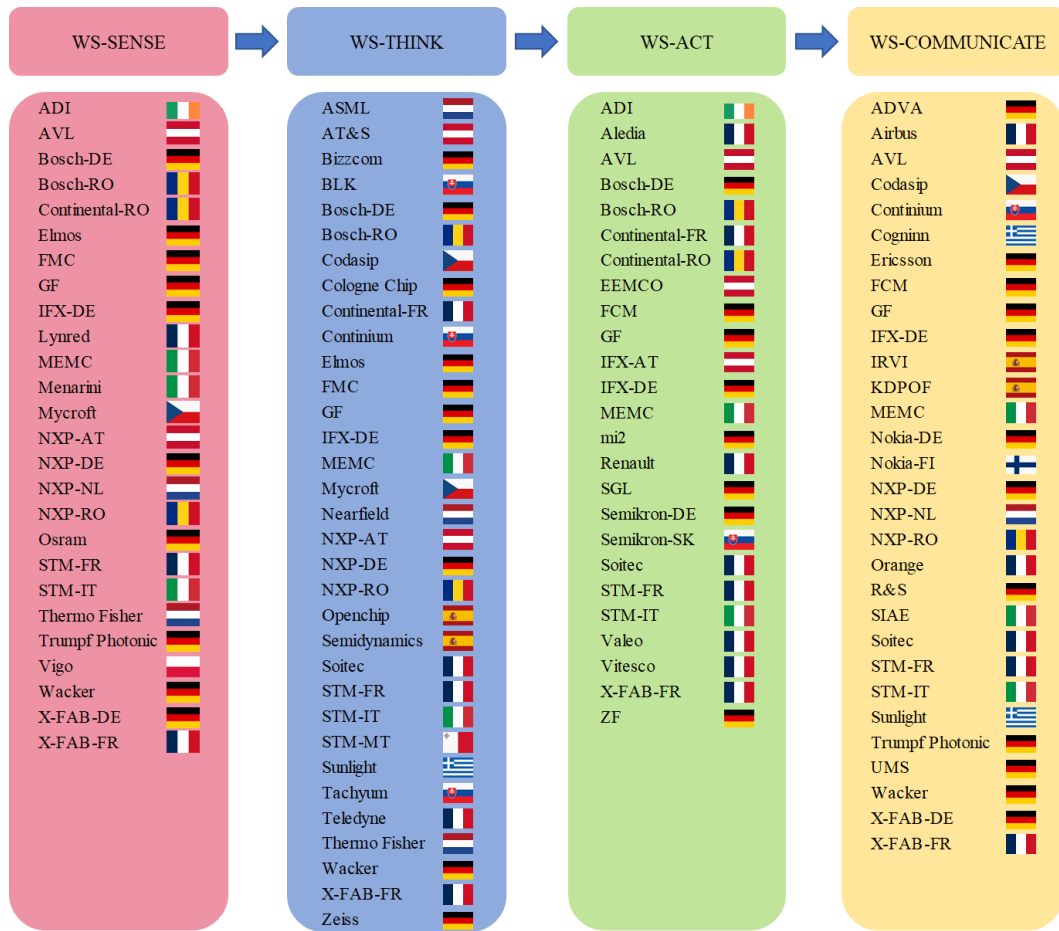 WS-SENSE
WS-THINK
WS-ACT
WS-COMMUNICATE
ADI
AVL
Bosch-DE
Bosch-RO
Continental-RO
Elmos
FMC
GF
IFX-DE
Lynred
MEMC
Menarini
Mycroft
NXP-AT
NXP-DE
NXP-NL
NXP-RO
Osram
STM-FR
STM-IT
Thermo Fisher
Trumpf Photonic
Vigo
Wacker
X-FAB-DE
X-FAB-FR
ASML
AT&S
Bizzcom
BLK
Bosch-DE
Bosch-RO
Codasip
Cologne Chip
Continental-FR
Continium
Elmos
FMC
GF
IFX-DE
MEMC
Mycroft
Nearfield
NXP-AT
NXP-DE
NXP-RO
Openchip
Semidynamics
Soitec
STM-FR
STM-IT
STM-MT
Sunlight
Tachyum
Teledyne
Thermo Fisher
Wacker
X-FAB-FR
Zeiss
ADI
Aledia
AVL
Bosch-DE
Bosch-RO
Continental-FR
Continental-RO
EEMCO
FCM
GF
IFX-AT
IFX-DE
MEMC
mi2
Renault
SGL
Semikron-DE
Semikron-SK
Soitec
STM-FR
STM-IT
Valeo
Vitesco
X-FAB-FR
ZF
ADVA
Airbus
AVL
Codasip
Continium
Cogninn
Ericsson
FCM
GF
IFX-DE
IRVI
KDPOF
MEMC
Nokia-DE
Nokia-FI
NXP-DE
NXP-NL
NXP-RO
Orange
R&S
SIAE
Soitec
STM-FR
STM-IT
Sunlight
Trumpf Photonic
UMS
Wacker
X-FAB-DE
X-FAB-FR